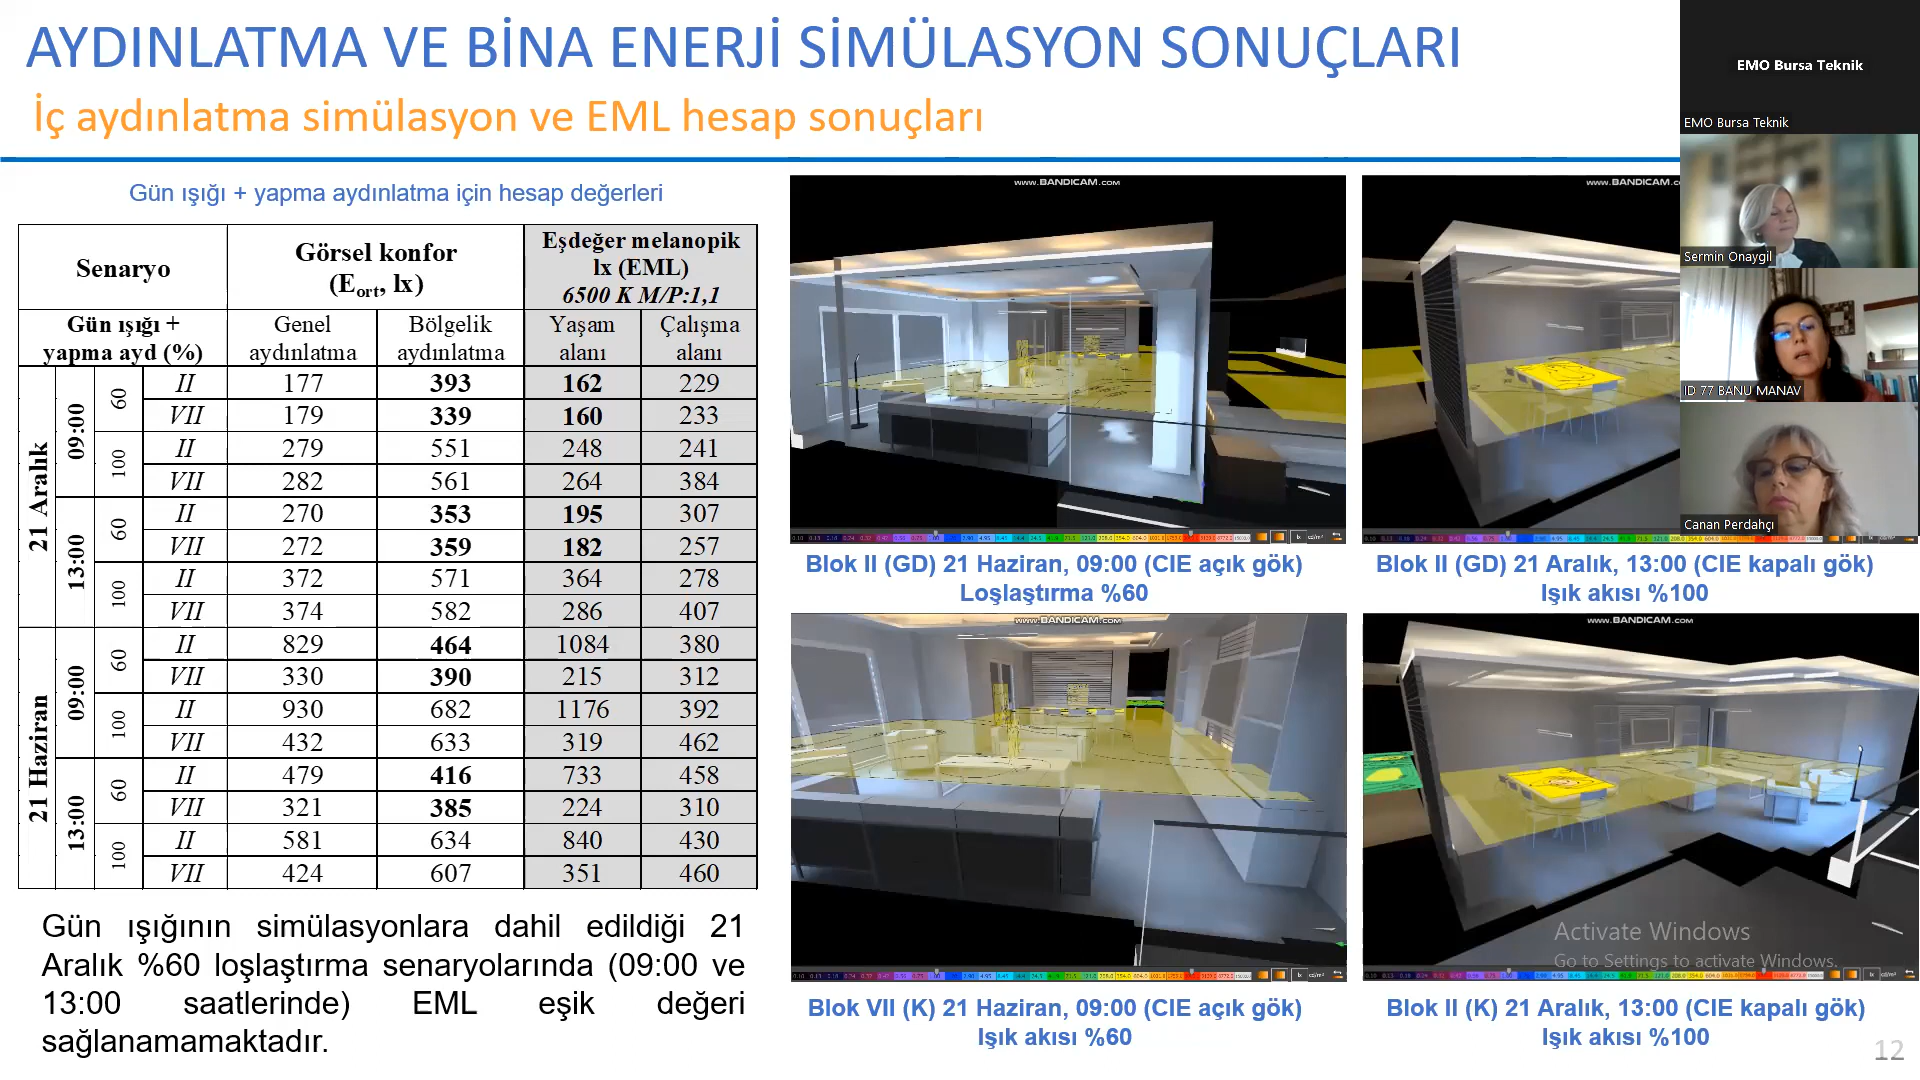 AYDINLATMA VE BİNA ENERJİ SİMÜLASYON SONUÇLARI
İç aydınlatma simülasyon ve EML hesap sonuçları
Gün ışığı + yapma aydınlatma için hesap değerleri
Senaryo
Görsel konfor
(Eort, lx)
Eşdeğer melanopik
lx (EML)
6500 K M/P:1,1
Gün ışığı +
yapma ayd (%)
Genel
aydınlatma
Bölgelik
aydınlatma
Yaşam
alanı
Çalışma
alanı
21 Aralık
09:00
60
II 177 393 162 229
VII 179 339 160 233
100
II 279 551 248 241
VII 282 561 264 384
13:00
60
II 270 353 195 307
VII 272 359 182 257
100
II 372 571 364 278
VII 374 582 286 407
21 Haziran
09:00
60
II 829 464 1084 380
VII 330 390 215 312
100
II 930 682 1176 392
VII 432 633 319 462
13:00
60
II 479 416 733 458
VII 321 385 224 310
100
II 581 634 840 430
VII 424 607 351 460
Gün ışığının simülasyonlara dahil edildiği 21
Aralık %60 loşlaştırma senaryolarında (09:00 ve
13:00 saatlerinde) EML eşik değeri
sağlanamamaktadır.
www.BANDICAM.com
Blok II (GD) 21 Haziran, 09:00 (CIE açık gök)
Loşlaştırma %60
www.BANDICAM.c
Blok II (GD) 21 Aralık, 13:00 (CIE kapalı gök)
Işık akısı %100
www.BANDICAM.com
Blok VII (K) 21 Haziran, 09:00 (CIE açık gök)
Işık akısı %60
www.BANDICAM.com
Blok II (K) 21 Aralık, 13:00 (CIE kapalı gök)
Işık akısı %100
Activate Windows
Go to Settings to activate Windows.
12
EMO Bursa Teknik
EMO Bursa Teknik
Sermin Onaygil
ID 77 BANU MANAV
Canan Perdahçı